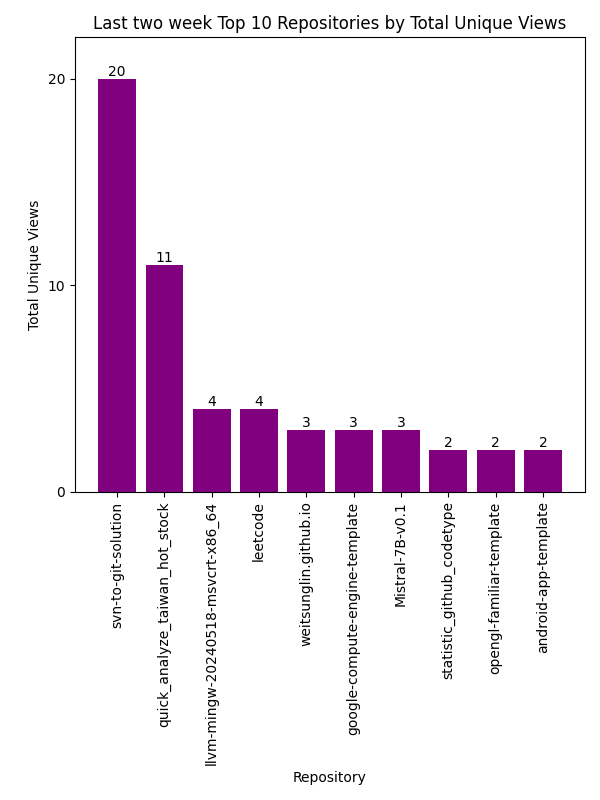 Last two week Top 10 Repositories by Total Unique Views
Total Unique Views
20
10
0
20
11
4
4
3
3
3
2
2
2
svn-to-git-solution
quick_analyze_taiwan_hot_stock
llvm-mingw-20240518-msvcrt-x86_64
leetcode
weitsunglin.github.io
google-compute-engine-template
Mistral-7B-v0.1
statistic_github_codetype
opengl-familiar-template
android-app-template
Repository